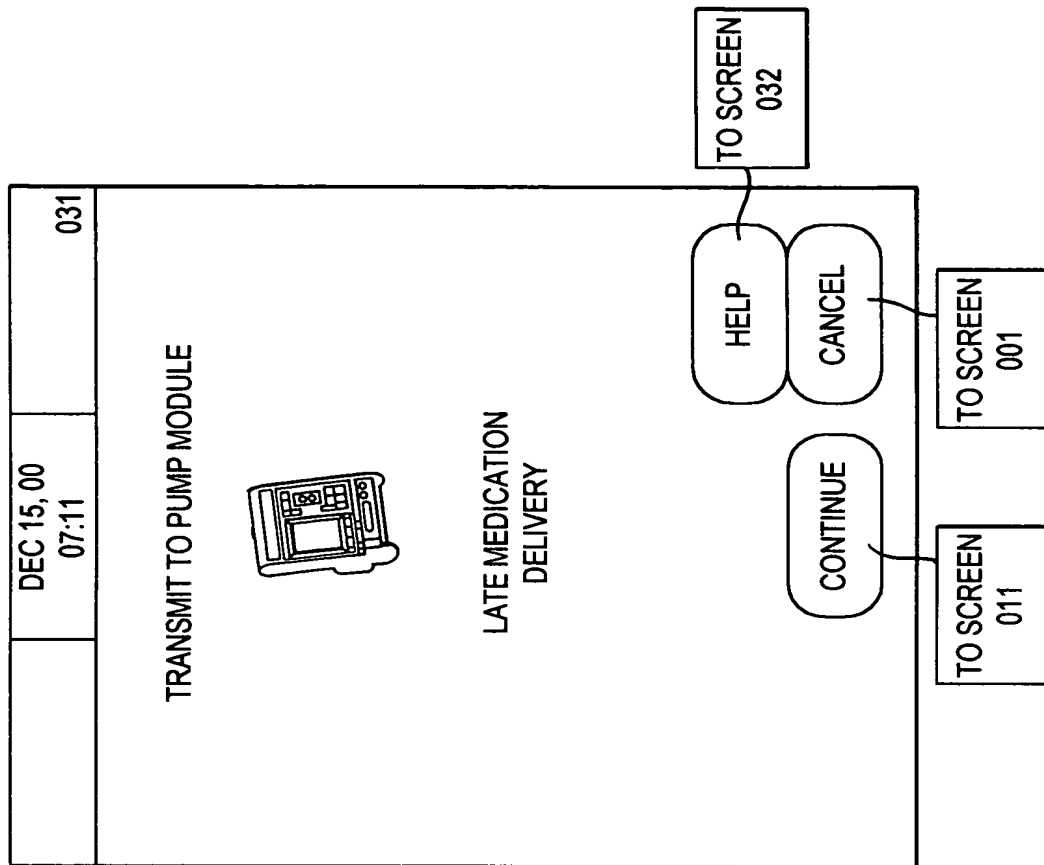 DEC 15, 00
07:11
031
TRANSMIT TO PUMP MODULE
LATE MEDICATION
DELIVERY
CONTINUE
HELP
CANCEL
TO SCREEN
011
TO SCREEN
001
TO SCREEN
032